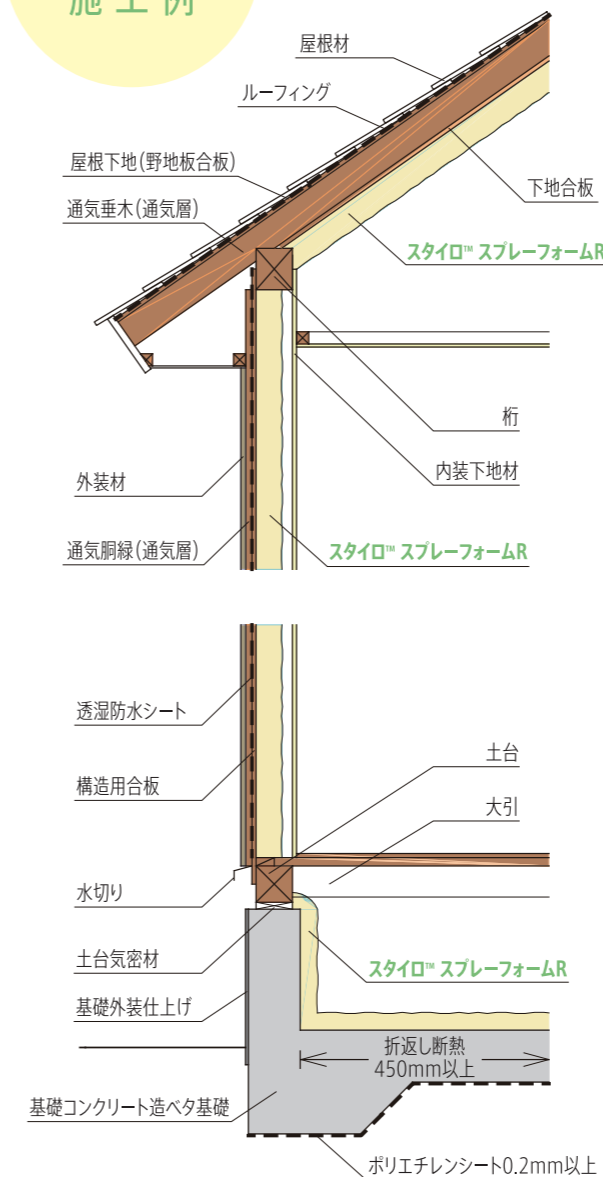 施工例
屋根材
ルーフィング
屋根下地(野地板合板)
下地合板
通気垂木(通気層)
スタイロ™ スプレーフォームR
桁
内装下地材
外装材
通気胴縁(通気層)
スタイロ™ スプレーフォームR
透湿防水シート
土台
構造用合板
大引
水切り
土台気密材
スタイロ™ スプレーフォームR
基礎外装仕上げ
折返し断熱
450mm以上
基礎コンクリート造ベタ基礎
ポリエチレンシート0.2mm以上